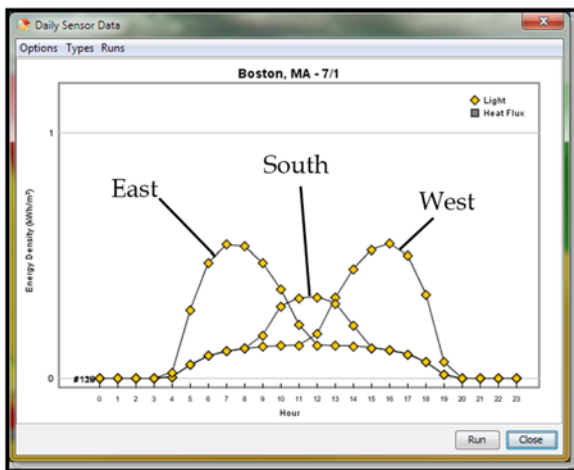 Daily Sensor Data
Options Types Runs
Boston, MA - 7/1
Light
Heat Flux
1
South
East
West
Energy Density (kWh/m²)
0
0 1 2 3 4 5 6 7 8 9 10 11 12 13 14 15 16 17 18 19 20 21 22 23
Hour
Run Close